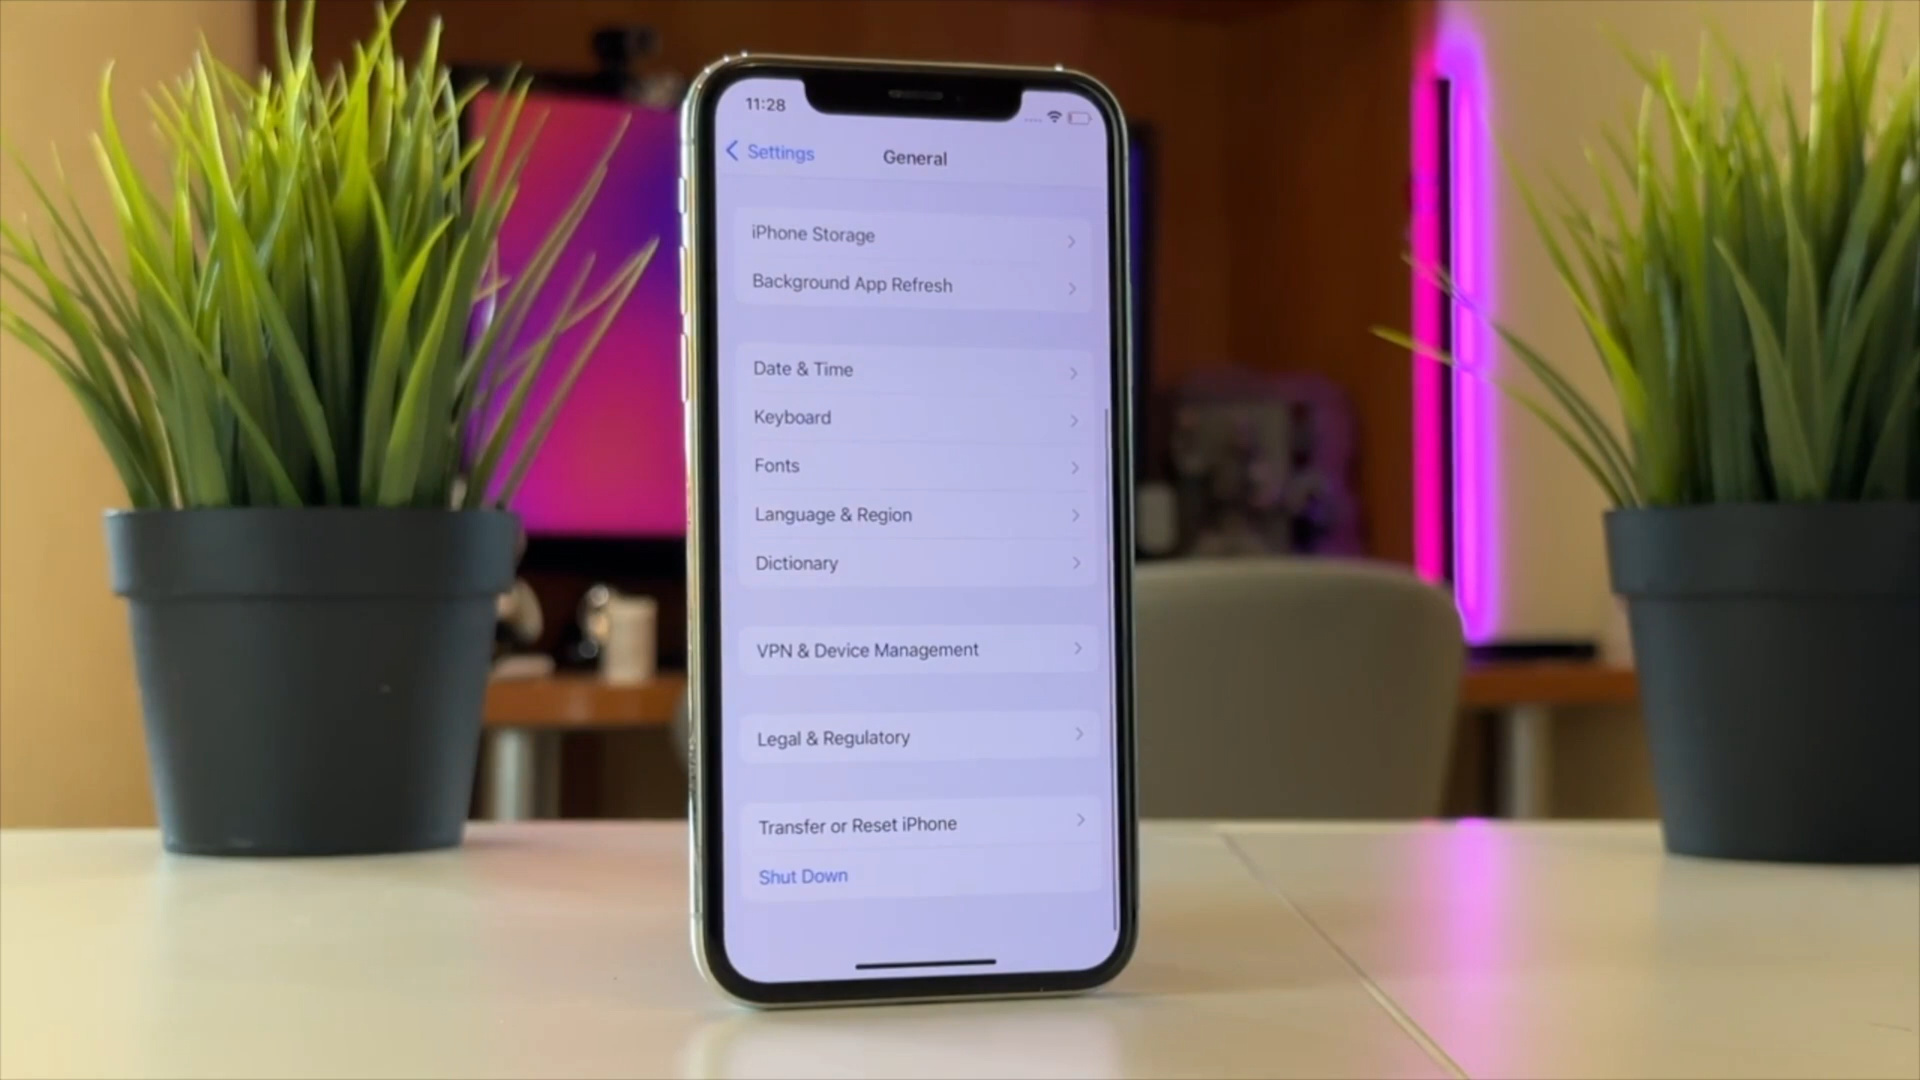 11:28
Settings
General
iPhone Storage
Background App Refresh
Date & Time
Keyboard
Fonts
Language & Region
Dictionary
VPN & Device Management
Legal & Regulatory
Transfer or Reset iPhone
Shut Down